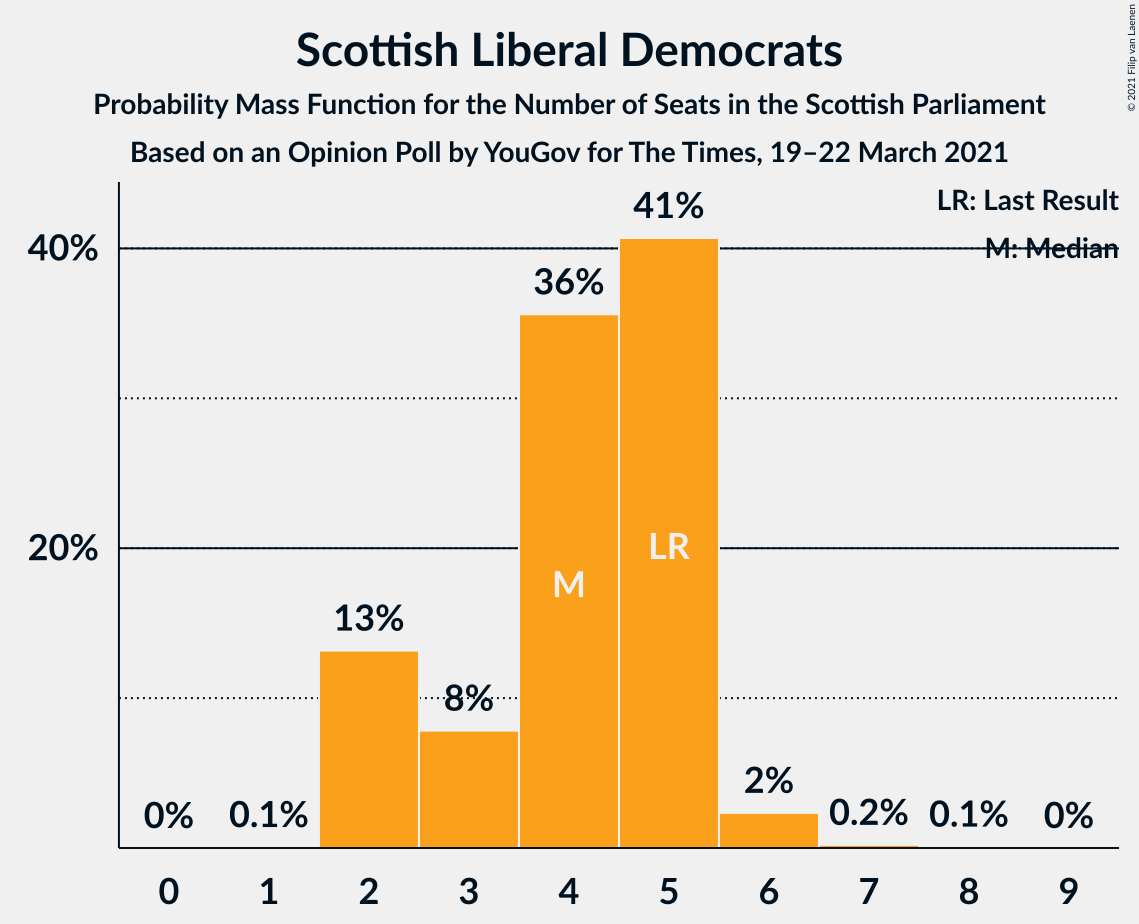 Scottish Liberal Democrats
Probability Mass Function for the Number of Seats in the Scottish Parliament
Based on an Opinion Poll by YouGov for The Times, 19–22 March 2021
© 2021 Filip van Laenen
LR: Last Result
M: Median
40%
20%
0%
0.1%
13%
8%
36%
41%
2%
0.2%
0.1%
0%
M
LR
0 1 2 3 4 5 6 7 8 9